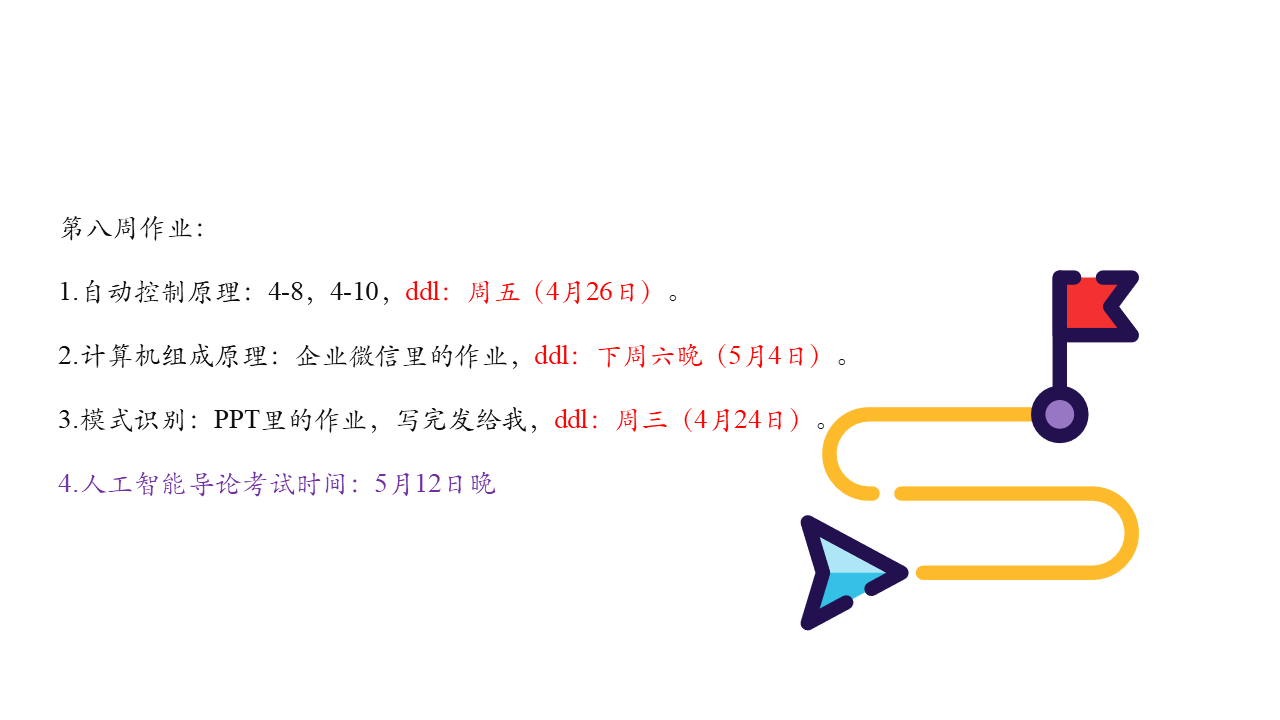 第八周作业：
1.自动控制原理：4-8，4-10，ddl：周五（4月26日）。
2.计算机组成原理：企业微信里的作业，ddl：下周六晚（5月4日）。
3.模式识别：PPT里的作业，写完发给我，ddl：周三（4月24日）。
4.人工智能导论考试时间：5月12日晚